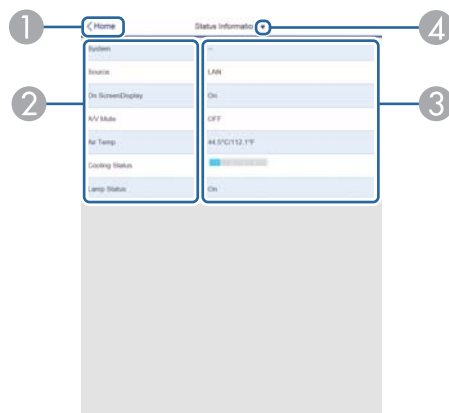 1
< Home
Status Informatio ▼
4
System
--
Source
LAN
2
On ScreenDisplay
On
3
A/V Mute
OFF
Air Temp
44.5°C/112.1°F
Cooling Status
Lamp Status
On